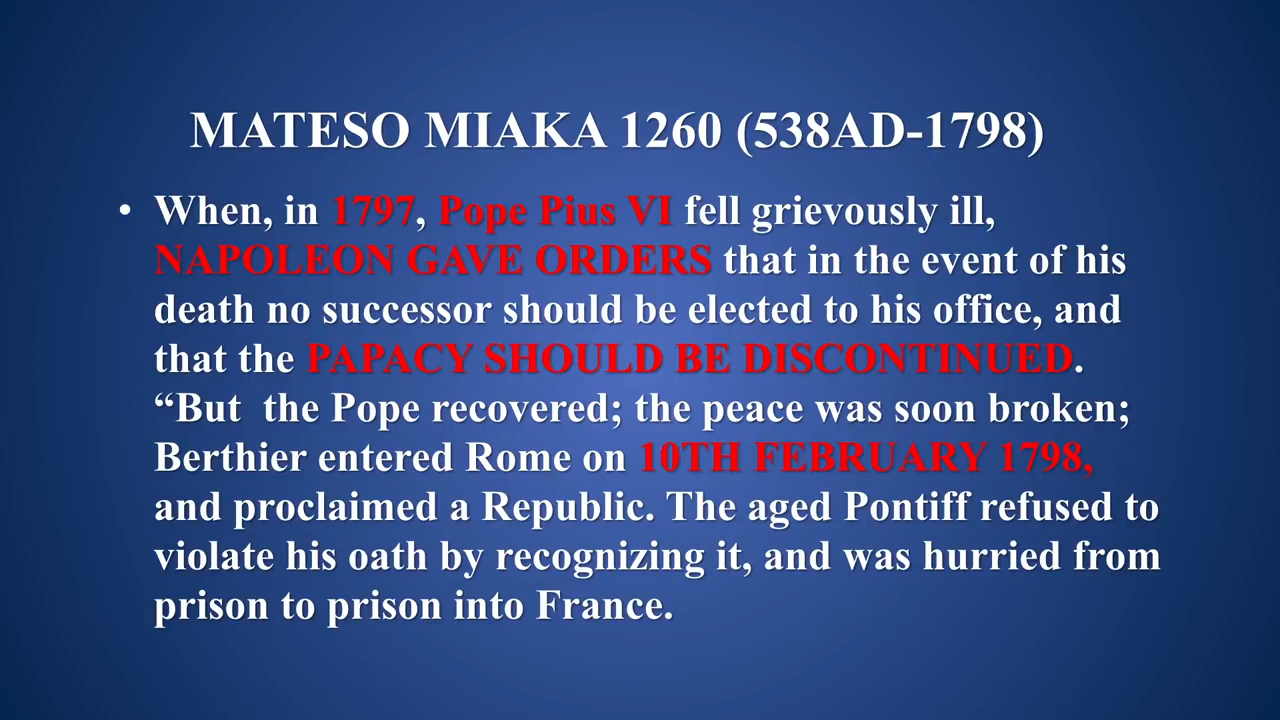 MATESO MIAKA 1260 (538AD-1798)
• When, in 1797, Pope Pius VI fell grievously ill,
NAPOLEON GAVE ORDERS that in the event of his
death no successor should be elected to his office, and
that the PAPACY SHOULD BE DISCONTINUED.
“But  the Pope recovered; the peace was soon broken;
Berthier entered Rome on 10TH FEBRUARY 1798,
and proclaimed a Republic. The aged Pontiff refused to
violate his oath by recognizing it, and was hurried from
prison to prison into France.